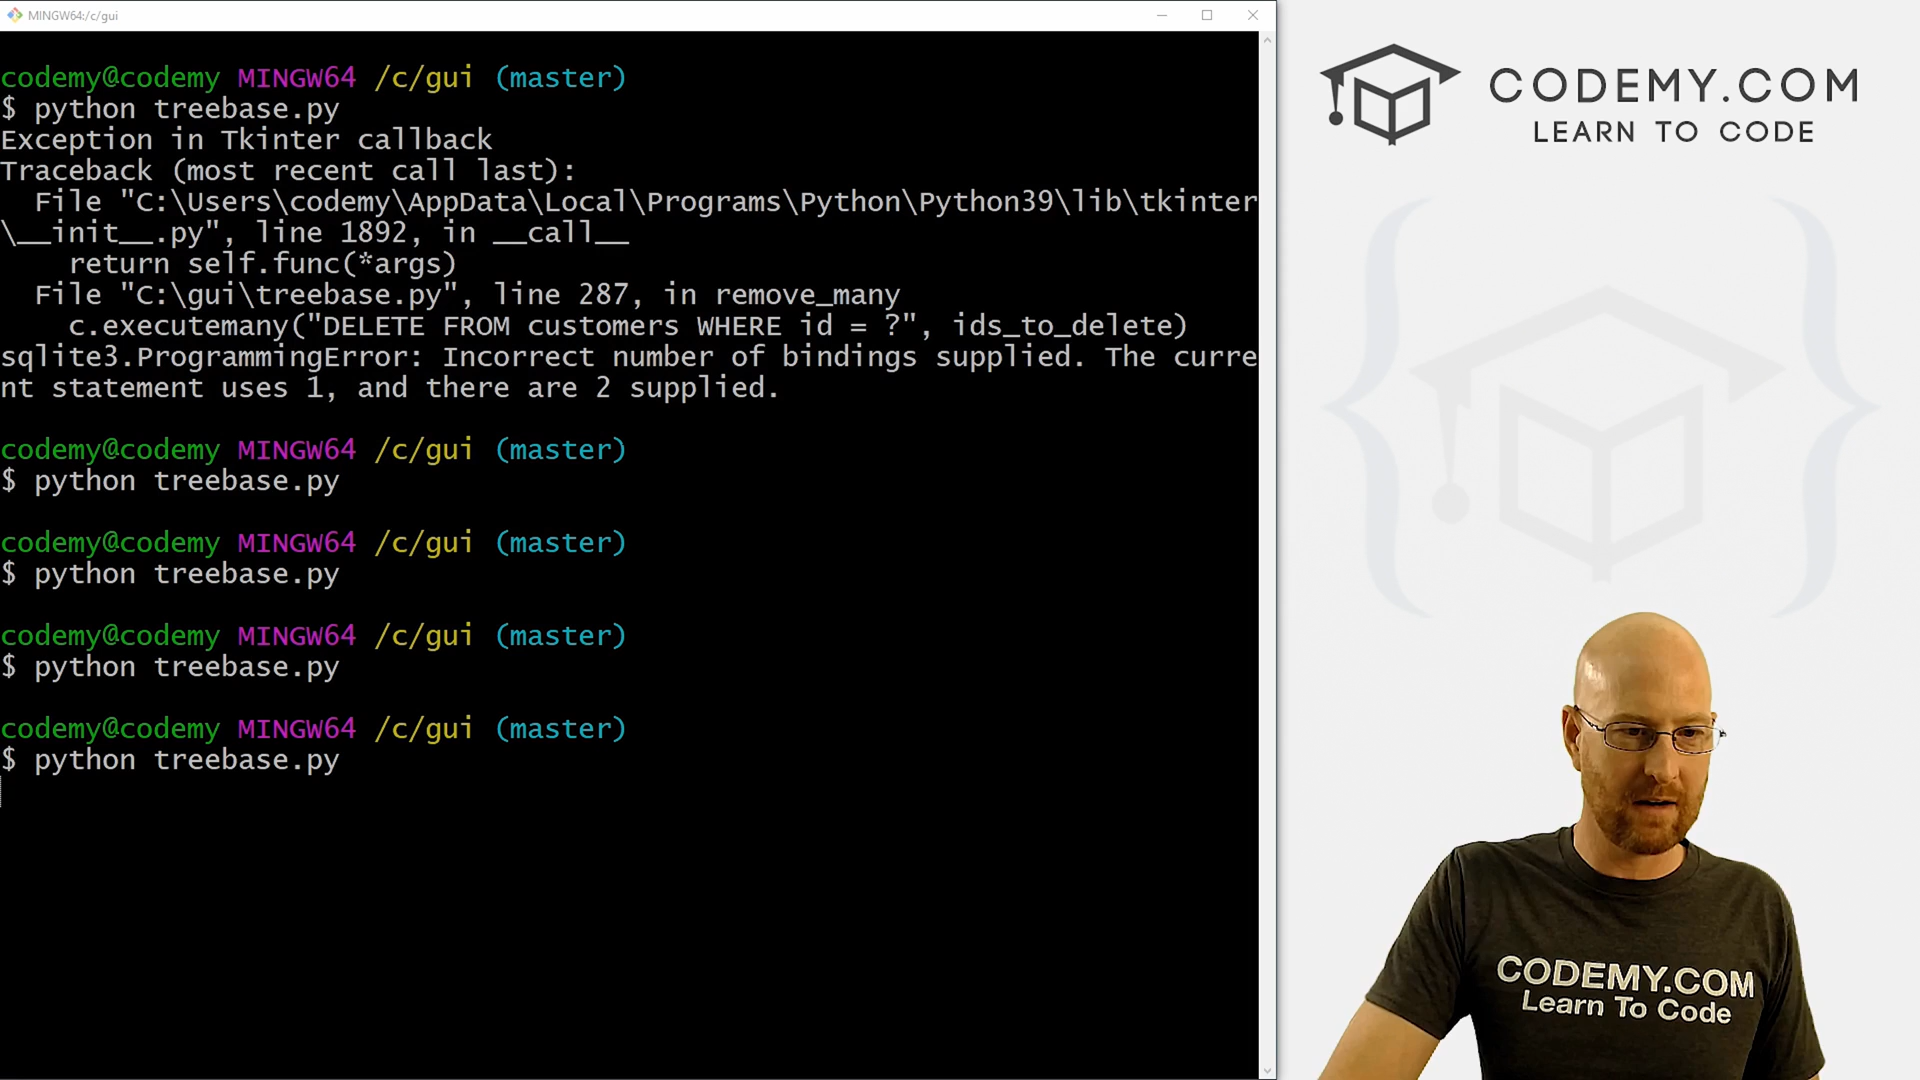 MINGW64:/c/gui
codemy@codemy MINGW64 /c/gui (master)
$ python treebase.py
Exception in Tkinter callback
Traceback (most recent call last):
  File "C:\Users\codemy\AppData\Local\Programs\Python\Python39\lib\tkinter
\__init__.py", line 1892, in __call__
    return self.func(*args)
  File "C:\gui\treebase.py", line 287, in remove_many
    c.executemany("DELETE FROM customers WHERE id = ?", ids_to_delete)
sqlite3.ProgrammingError: Incorrect number of bindings supplied. The curre
nt statement uses 1, and there are 2 supplied.
codemy@codemy MINGW64 /c/gui (master)
$ python treebase.py
codemy@codemy MINGW64 /c/gui (master)
$ python treebase.py
codemy@codemy MINGW64 /c/gui (master)
$ python treebase.py
codemy@codemy MINGW64 /c/gui (master)
$ python treebase.py
CODEMY.COM
LEARN TO CODE
CODEMY.COM
Learn To Code